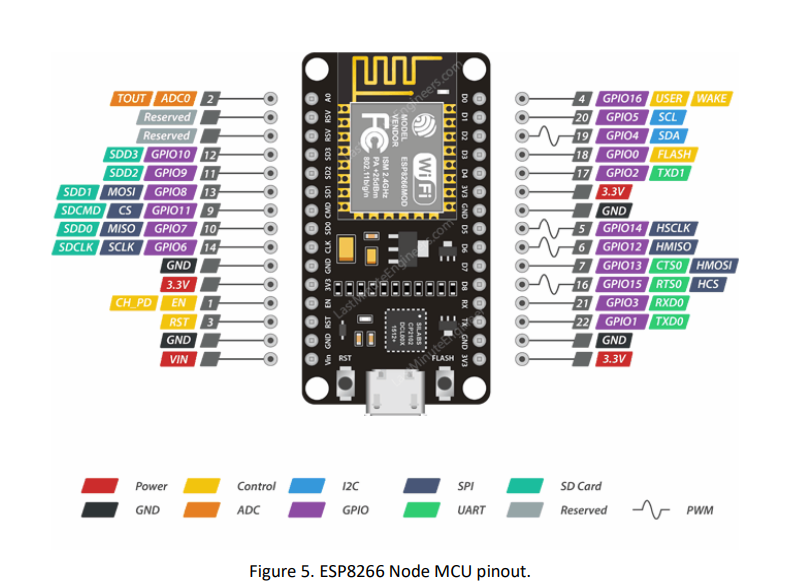 TOUT ADC0 2
Reserved
Reserved
SDD3 GPIO10 12
SDD2 GPIO9 11
SDD1 MOSI GPIO8 13
SDCMD CS GPIO11 9
SDD0 MISO GPIO7 10
SDCLK SCLK GPIO6 14
GND
3.3V
CH_PD EN 1
RST 3
GND
VIN
A0
RSV
RSV
SD3
SD2
SD1
CMD
SD0
CLK
GND
3V3
EN
RST
GND
Vin
MODEL
VENDOR
FC
ISM 2.4GHz
PA +25dBm
802.11b/g/n
WiFi
ESP8266MOD
SILABS
CP2102
DCL00X
RST
FLASH
D0
D1
D2
D3
D4
3V3
GND
D5
D6
D7
D8
RX
TX
GND
3V3
4 GPIO16 USER WAKE
20 GPIO5 SCL
19 GPIO4 SDA
18 GPIO0 FLASH
17 GPIO2 TXD1
3.3V
GND
5 GPIO14 HSCLK
6 GPIO12 HMISO
7 GPIO13 CTS0 HMOSI
16 GPIO15 RTS0 HCS
21 GPIO3 RXD0
22 GPIO1 TXD0
GND
3.3V
Power Control I2C SPI SD Card
GND ADC GPIO UART Reserved PWM
Figure 5. ESP8266 Node MCU pinout.